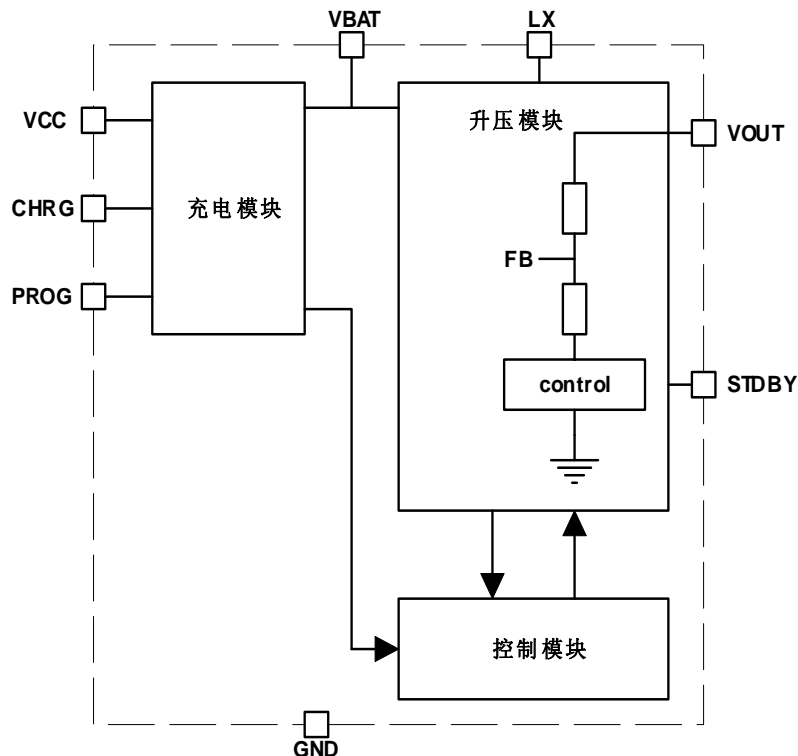 VBAT
LX
VCC
升压模块
VOUT
CHRG
充电模块
FB
PROG
control
STDBY
控制模块
GND